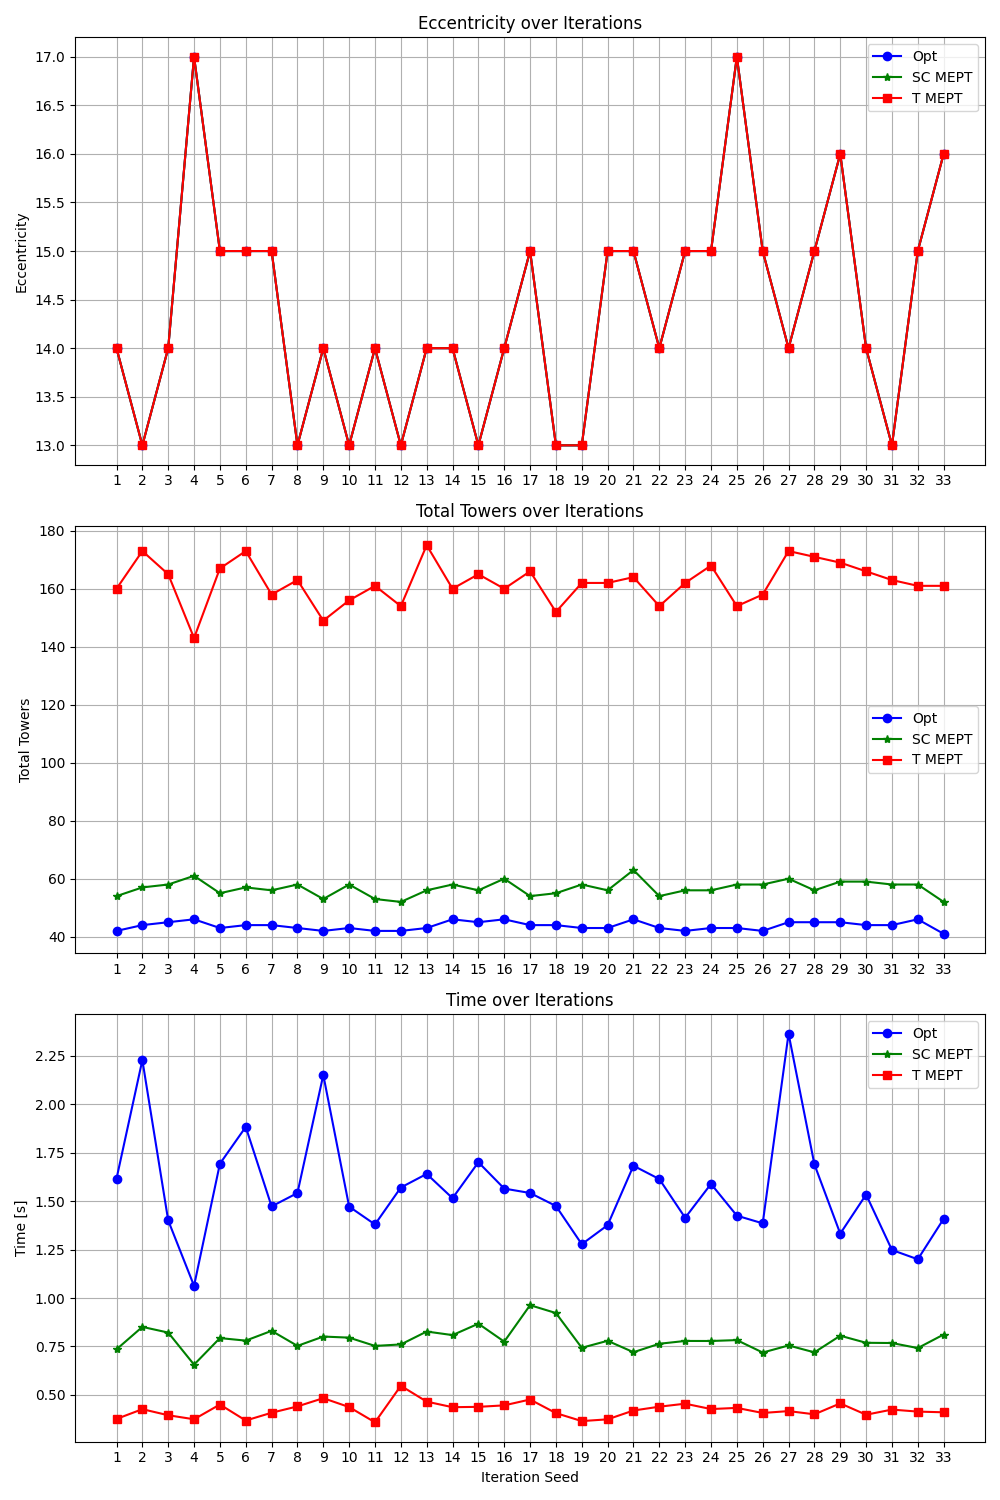 Eccentricity over Iterations
Eccentricity
17.0
16.5
16.0
15.5
15.0
14.5
14.0
13.5
13.0
Opt
SC MEPT
T MEPT
1 2 3 4 5 6 7 8 9 10 11 12 13 14 15 16 17 18 19 20 21 22 23 24 25 26 27 28 29 30 31 32 33
Total Towers over Iterations
Total Towers
180
160
140
120
100
80
60
40
Opt
SC MEPT
T MEPT
1 2 3 4 5 6 7 8 9 10 11 12 13 14 15 16 17 18 19 20 21 22 23 24 25 26 27 28 29 30 31 32 33
Time over Iterations
Time [s]
2.25
2.00
1.75
1.50
1.25
1.00
0.75
0.50
Opt
SC MEPT
T MEPT
1 2 3 4 5 6 7 8 9 10 11 12 13 14 15 16 17 18 19 20 21 22 23 24 25 26 27 28 29 30 31 32 33
Iteration Seed